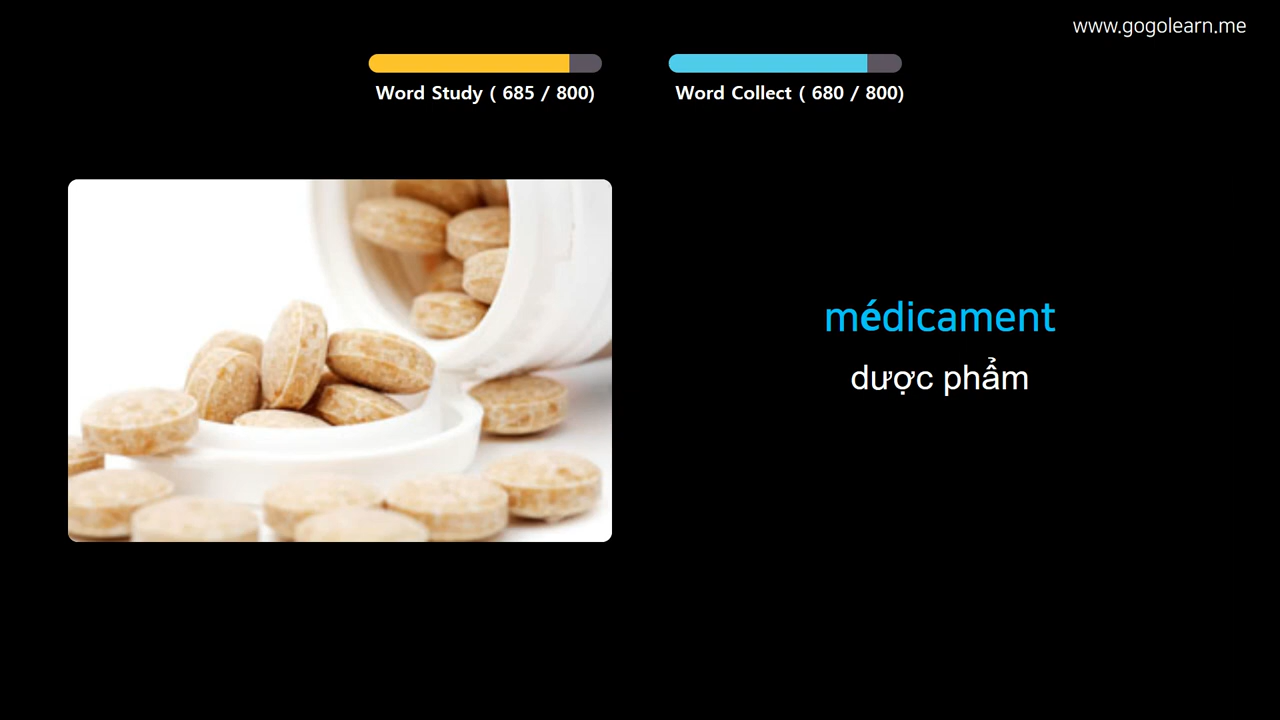 www.gogolearn.me
Word Study ( 685 / 800)
Word Collect ( 680 / 800)
médicament
dược phẩm